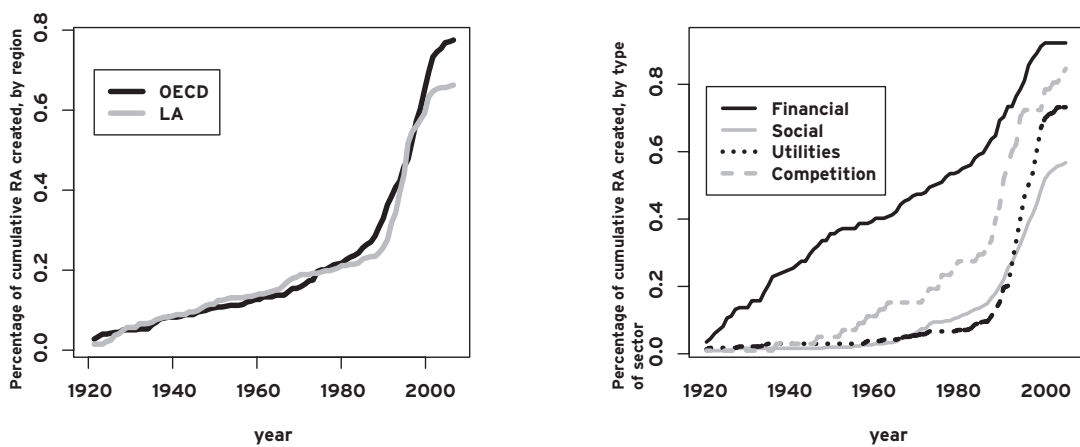 Percentage of cumulative RA created, by region
0.8
0.6
0.4
0.2
0.0
OECD
LA
1920 1940 1960 1980 2000
year
Percentage of cumulative RA created, by type
of sector
0.8
0.6
0.4
0.2
0.0
Financial
Social
Utilities
Competition
1920 1940 1960 1980 2000
year